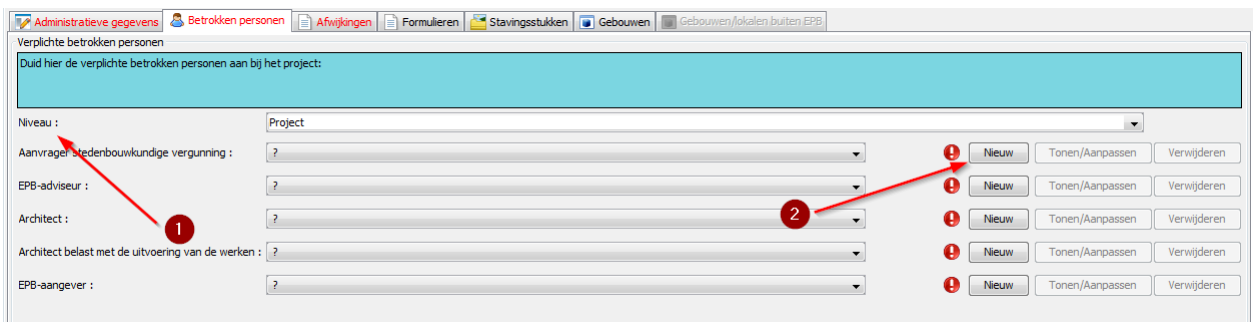 Administratieve gegevens Betrokken personen Afwijkingen Formulieren Stavingsstukken Gebouwen Gebouwen/lokalen buiten EPB
Verplichte betrokken personen
Duid hier de verplichte betrokken personen aan bij het project:
Niveau : Project
Aanvrager stedenbouwkundige vergunning : ? Nieuw Tonen/Aanpassen Verwijderen
EPB-adviseur : ? Nieuw Tonen/Aanpassen Verwijderen
Architect : ? Nieuw Tonen/Aanpassen Verwijderen
1 2
Architect belast met de uitvoering van de werken : ? Nieuw Tonen/Aanpassen Verwijderen
EPB-aangever : ? Nieuw Tonen/Aanpassen Verwijderen